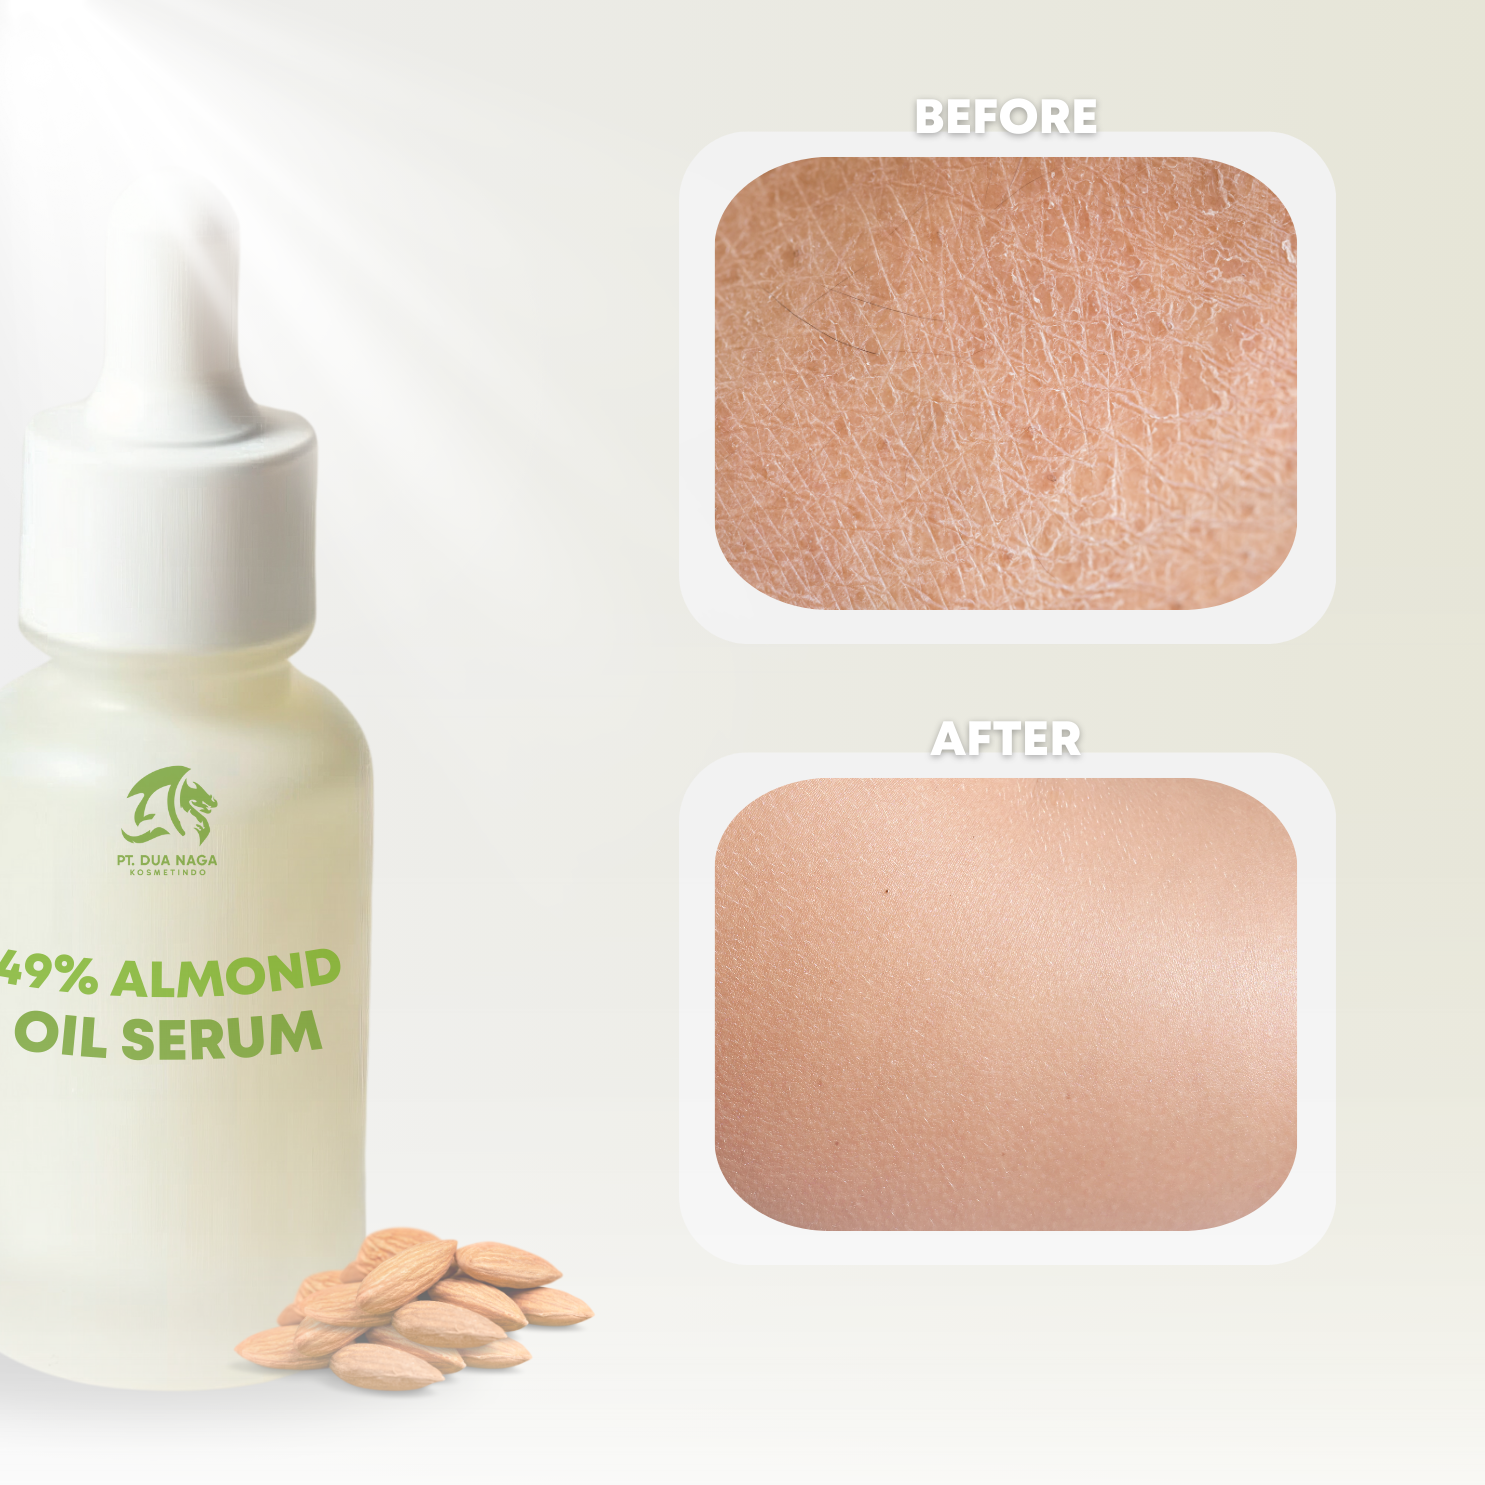 BEFORE
AFTER
PT. DUA NAGA
KOSMETINDO
49% ALMOND
OIL SERUM